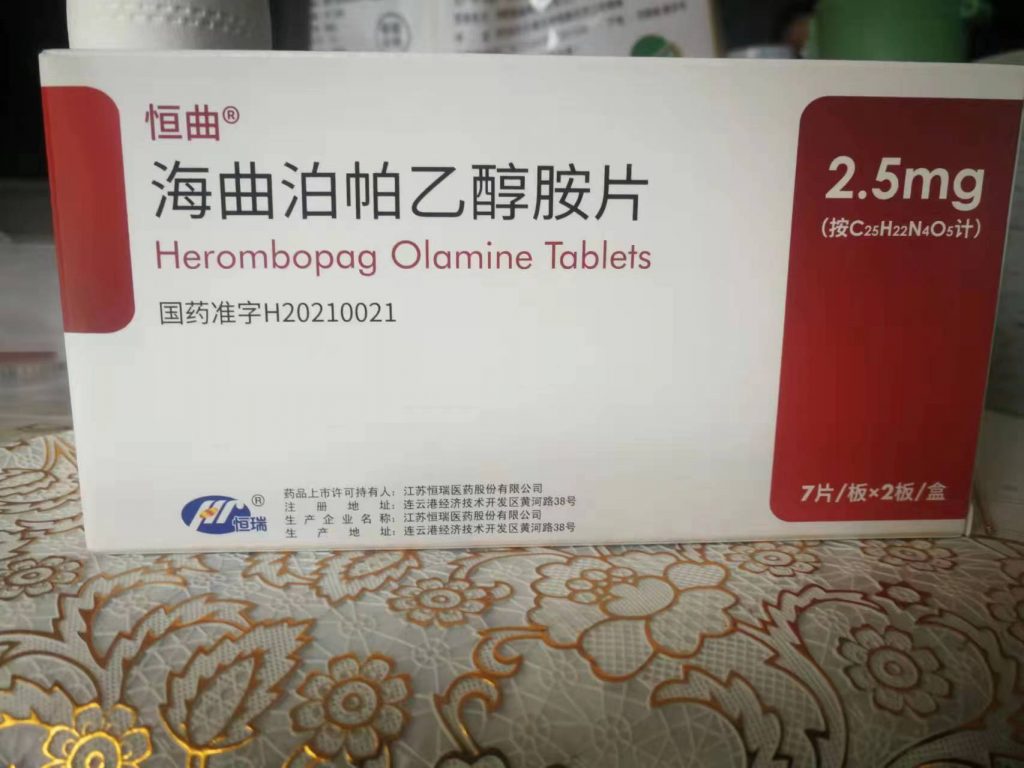 恒曲®
海曲泊帕乙醇胺片
Herombopag Olamine Tablets
国药准字H20210021
2.5mg
(按C25H22N4O5计)
7片/板×2板/盒
恒瑞®
药品上市许可持有人：江苏恒瑞医药股份有限公司
注册地址：连云港经济技术开发区黄河路38号
生产企业名称：江苏恒瑞医药股份有限公司
生产地址：连云港经济技术开发区黄河路38号